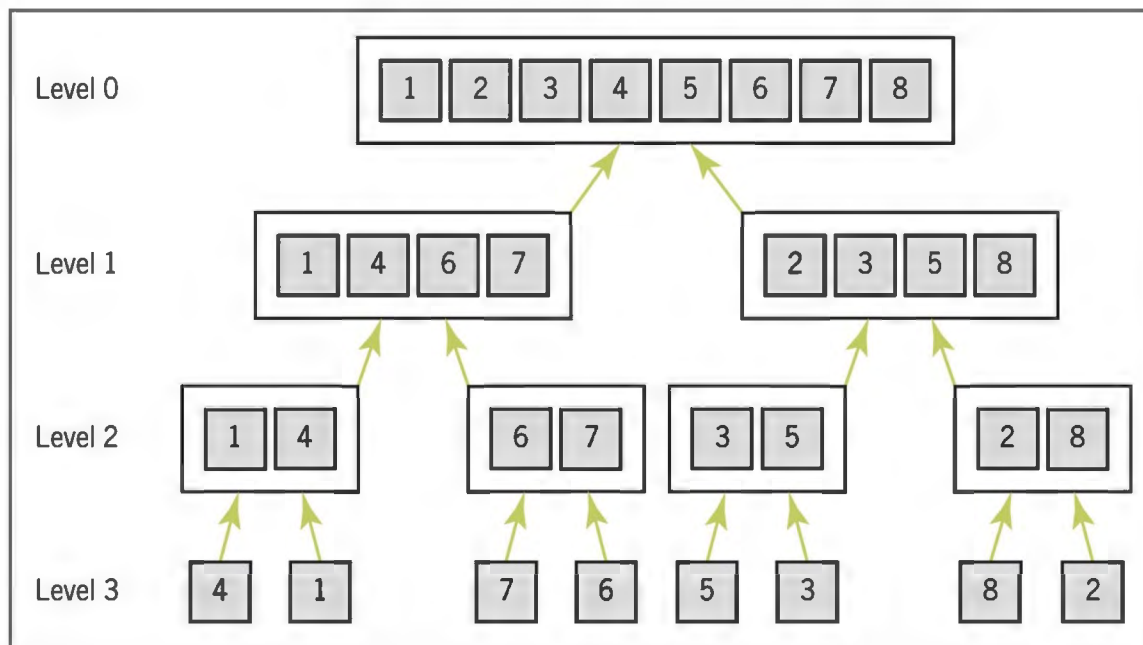 Level 0 1 2 3 4 5 6 7 8
Level 1 1 4 6 7 2 3 5 8
Level 2 1 4 6 7 3 5 2 8
Level 3 4 1 7 6 5 3 8 2